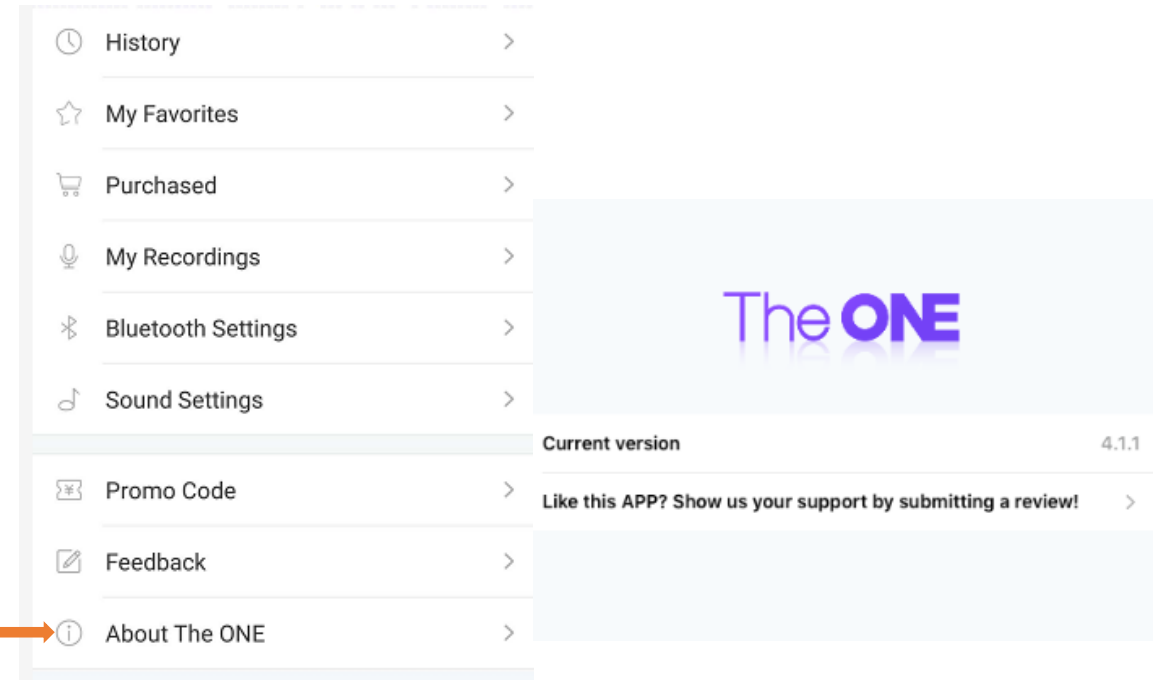 History
My Favorites
Purchased
My Recordings
Bluetooth Settings
Sound Settings
Promo Code
Feedback
About The ONE
The ONE
Current version 4.1.1
Like this APP? Show us your support by submitting a review!